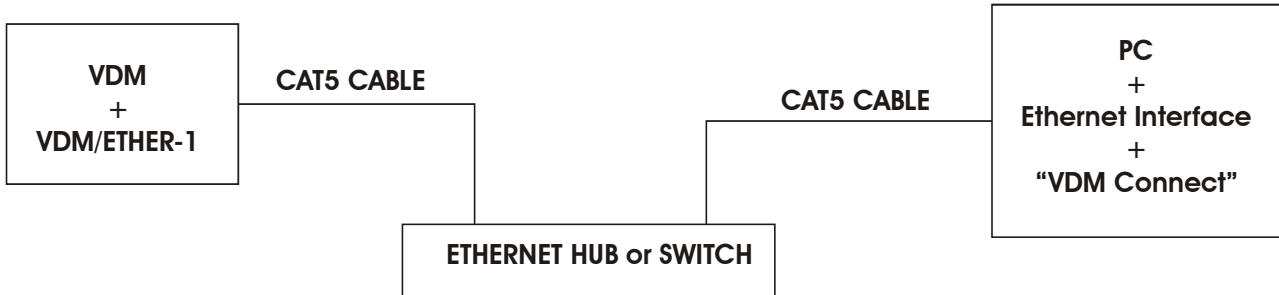 VDM
+
VDM/ETHER-1
CAT5 CABLE
CAT5 CABLE
PC
+
Ethernet Interface
+
“VDM Connect”
ETHERNET HUB or SWITCH